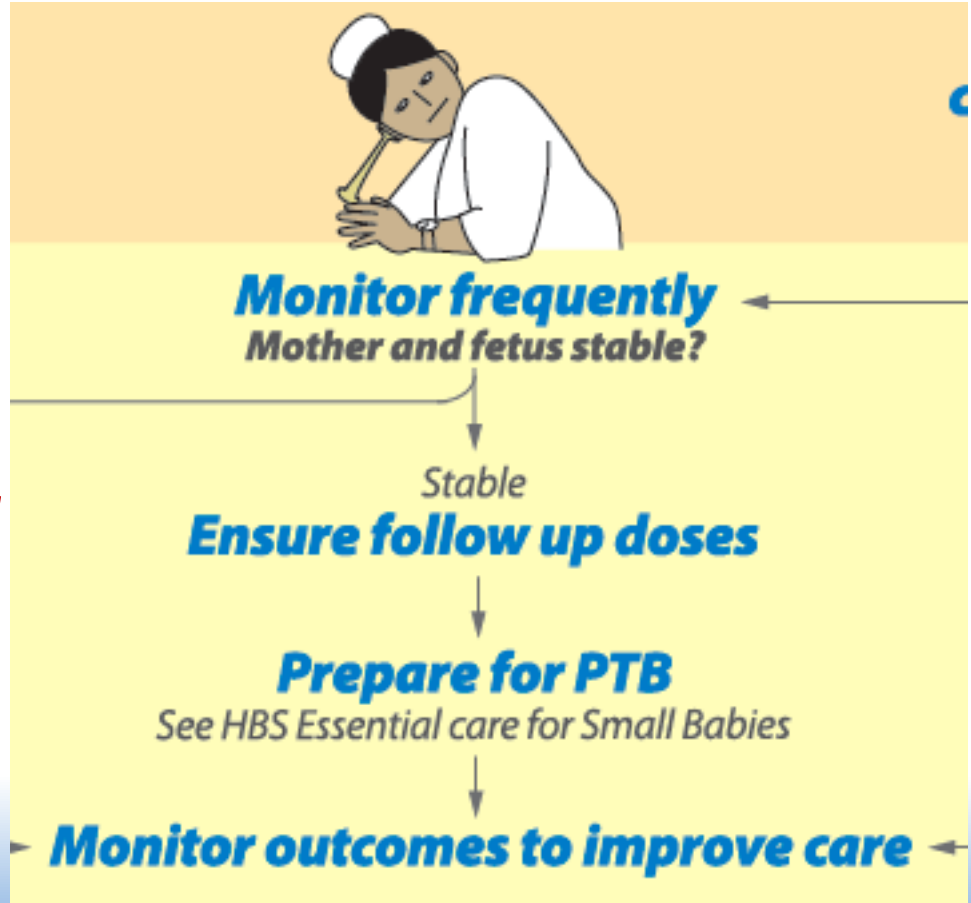 Monitor frequently
Mother and fetus stable?
Stable
Ensure follow up doses
Prepare for PTB
See HBS Essential care for Small Babies
Monitor outcomes to improve care